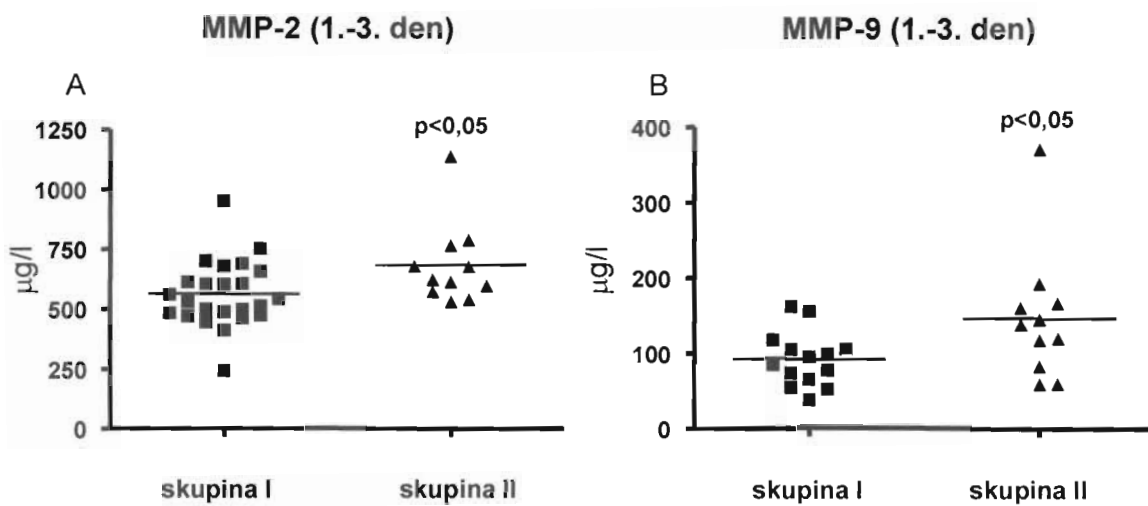 MMP-2 (1.-3. den)
A
p<0,05
1250
1000
750
500
250
0
µg/l
skupina I
skupina II
MMP-9 (1.-3. den)
B
p<0,05
400
300
200
100
0
µg/l
skupina I
skupina II